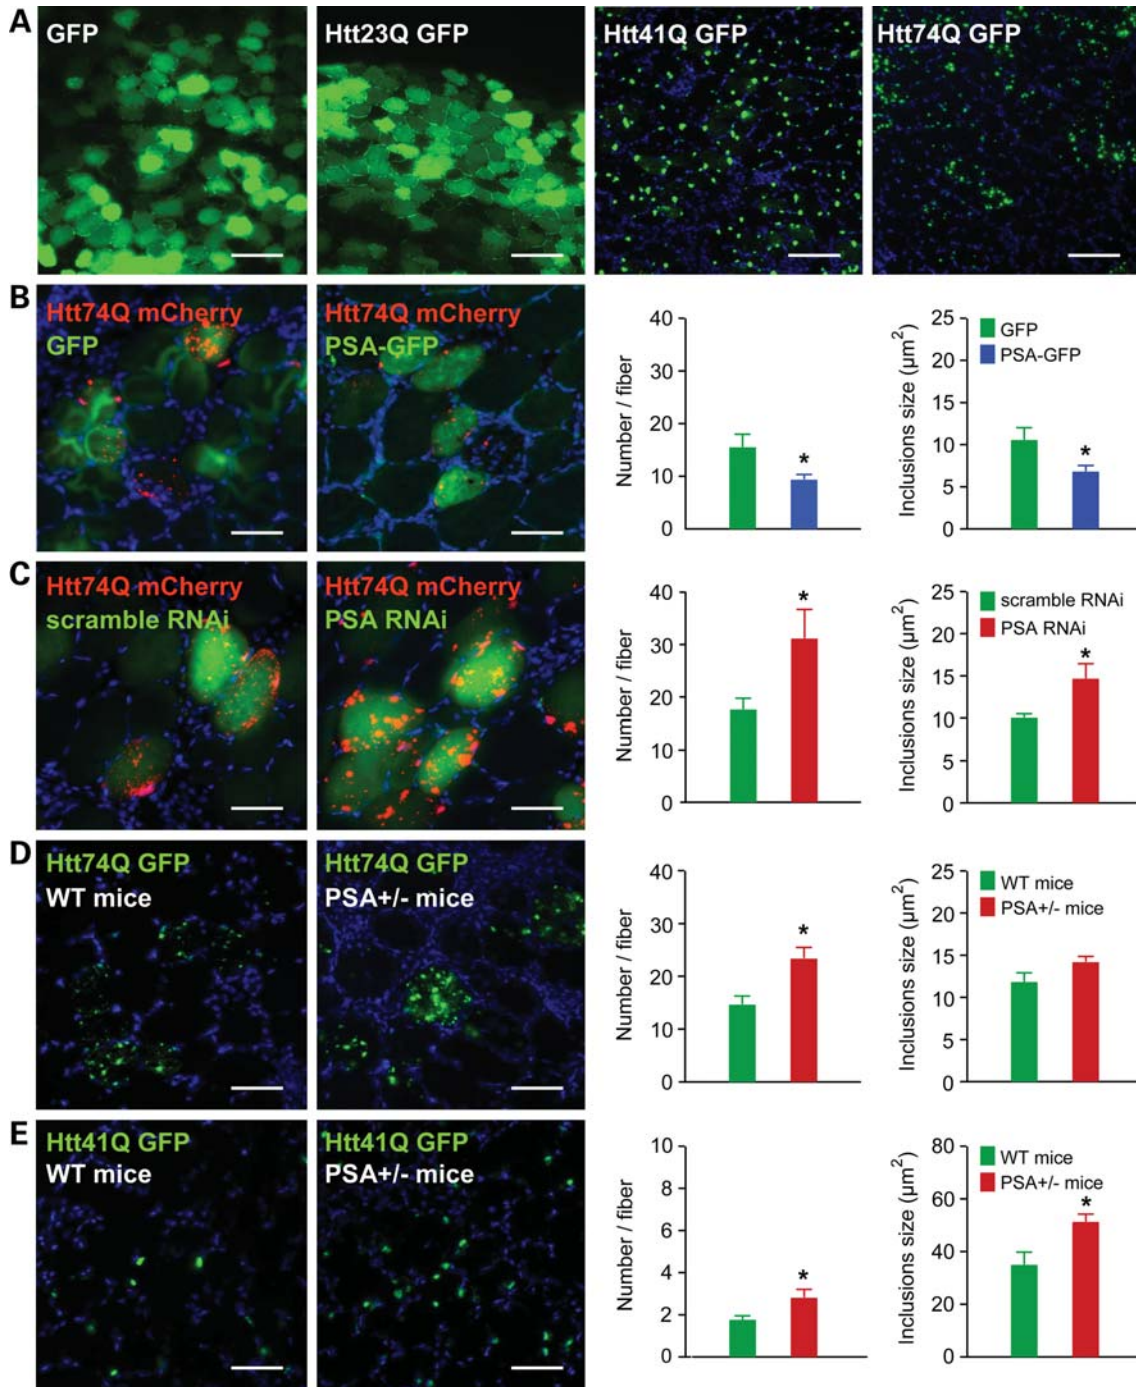 A
GFP
Htt23Q GFP
Htt41Q GFP
Htt74Q GFP
B
Htt74Q mCherry
GFP
Htt74Q mCherry
PSA-GFP
Number / fiber
40
30
20
10
0
*
Inclusions size (µm²)
25
20
15
10
5
0
GFP
PSA-GFP
*
C
Htt74Q mCherry
scramble RNAi
Htt74Q mCherry
PSA RNAi
Number / fiber
40
30
20
10
0
*
Inclusions size (µm²)
25
20
15
10
5
0
scramble RNAi
PSA RNAi
*
D
Htt74Q GFP
WT mice
Htt74Q GFP
PSA+/- mice
Number / fiber
40
30
20
10
0
*
Inclusions size (µm²)
25
20
15
10
5
0
WT mice
PSA+/- mice
E
Htt41Q GFP
WT mice
Htt41Q GFP
PSA+/- mice
Number / fiber
10
8
6
4
2
0
*
Inclusions size (µm²)
80
60
40
20
0
WT mice
PSA+/- mice
*